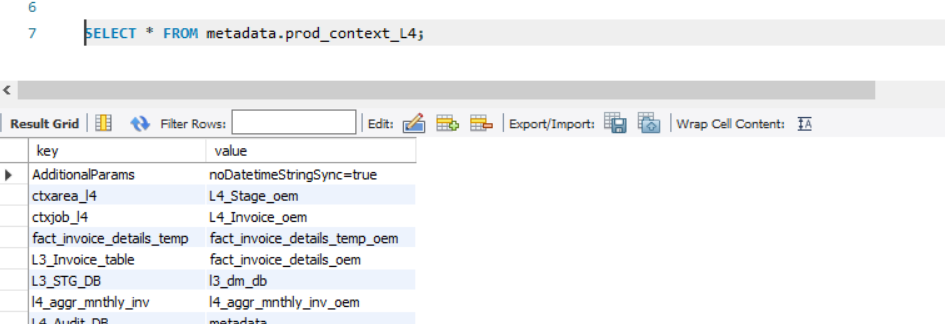 6
7 SELECT * FROM metadata.prod_context_L4;
Result Grid Filter Rows: Edit: Export/Import: Wrap Cell Content:
key value
AdditionalParams noDatetimeStringSync=true
ctxarea_l4 L4_Stage_oem
ctxjob_l4 L4_Invoice_oem
fact_invoice_details_temp fact_invoice_details_temp_oem
L3_Invoice_table fact_invoice_details_oem
L3_STG_DB l3_dm_db
l4_aggr_mnthly_inv l4_aggr_mnthly_inv_oem
L4_Audit_DB metadata